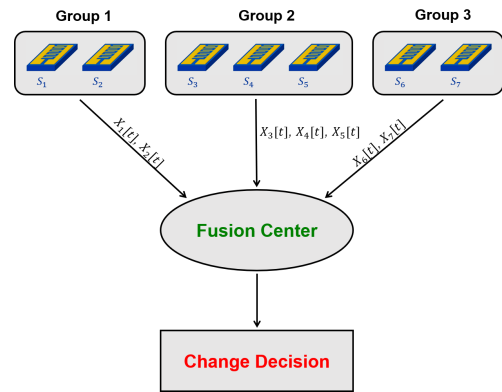 Group 1 Group 2 Group 3
S₁ S₂ S₃ S₄ S₅ S₆ S₇
X₁[t], X₂[t] X₃[t], X₄[t], X₅[t] X₆[t], X₇[t]
Fusion Center
Change Decision